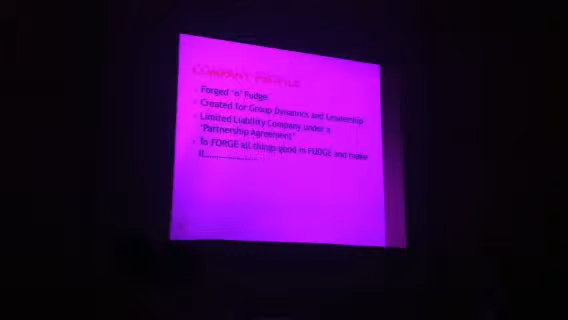 COMPANY PROFILE
Forged 'n' Fudge
Created for Group Dynamics and Leadership
Limited Liability Company under a
"Partnership Agreement"
To FORGE all things good in FUDGE and make
it